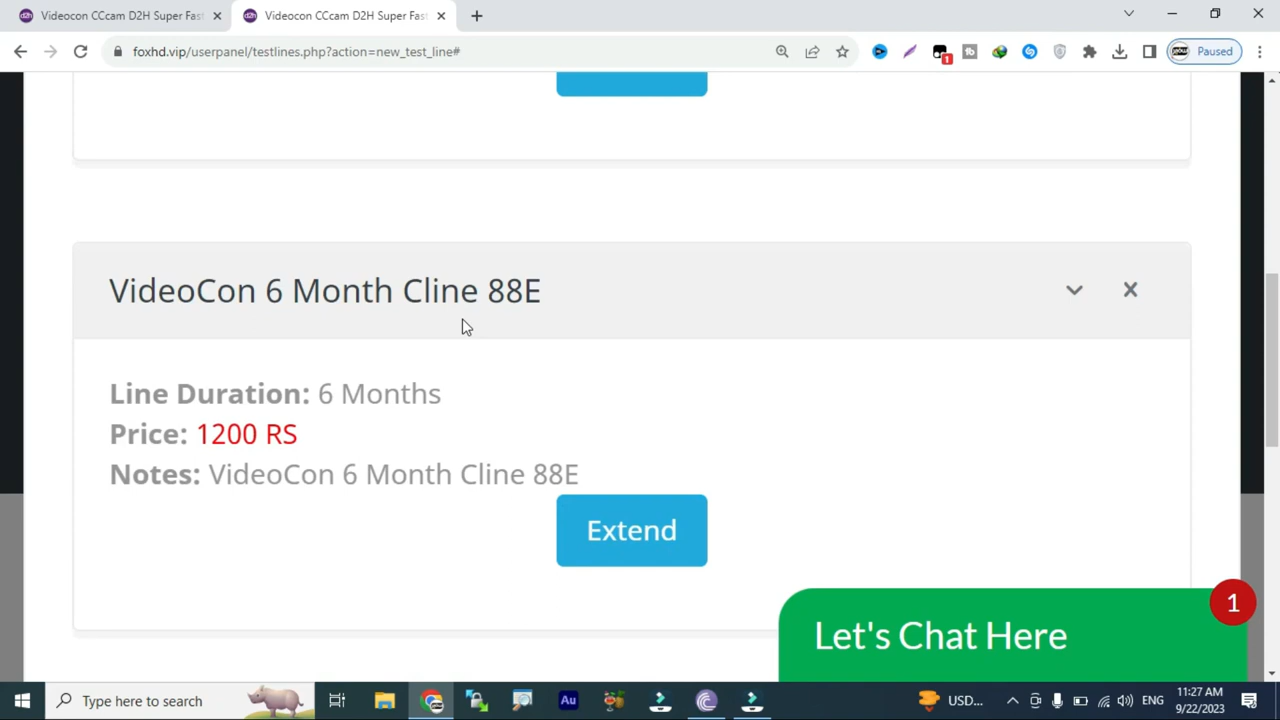 Videocon CCcam D2H Super Fast
Videocon CCcam D2H Super Fast
foxhd.vip/userpanel/testlines.php?action=new_test_line#
1
Paused
VideoCon 6 Month Cline 88E
Line Duration: 6 Months
Price: 1200 RS
Notes: VideoCon 6 Month Cline 88E
Extend
1
Let's Chat Here
Type here to search
Au
USD...
ENG
11:27 AM
9/22/2023